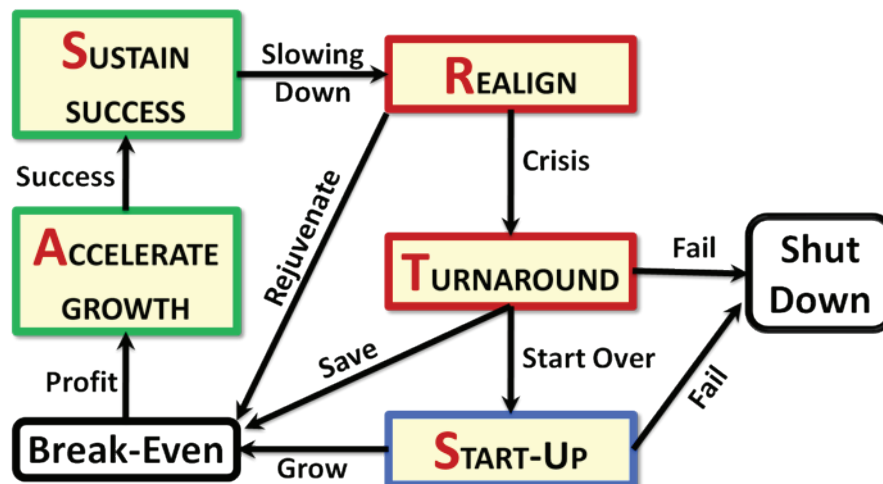 SUSTAIN
SUCCESS
Slowing
Down
REALIGN
Success
Rejuvenate
Crisis
ACCELERATE
GROWTH
TURNAROUND
Fail
Shut
Down
Profit
Save
Start Over
Fail
Break-Even
Grow
START-UP